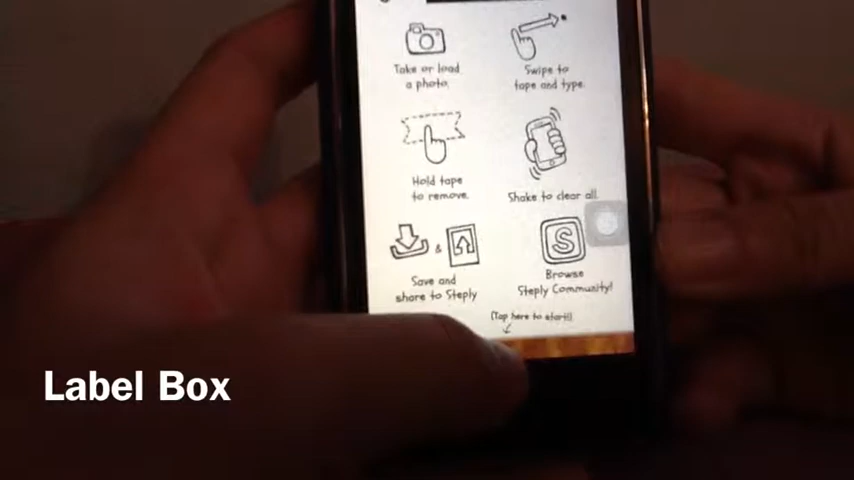 Take or load
a photo.
Swipe to
tape and type.
Hold tape
to remove.
Shake to clear all.
&
S
Save and
share to Steply
Browse
Steply Community!
(Tap here to start!)
Label Box